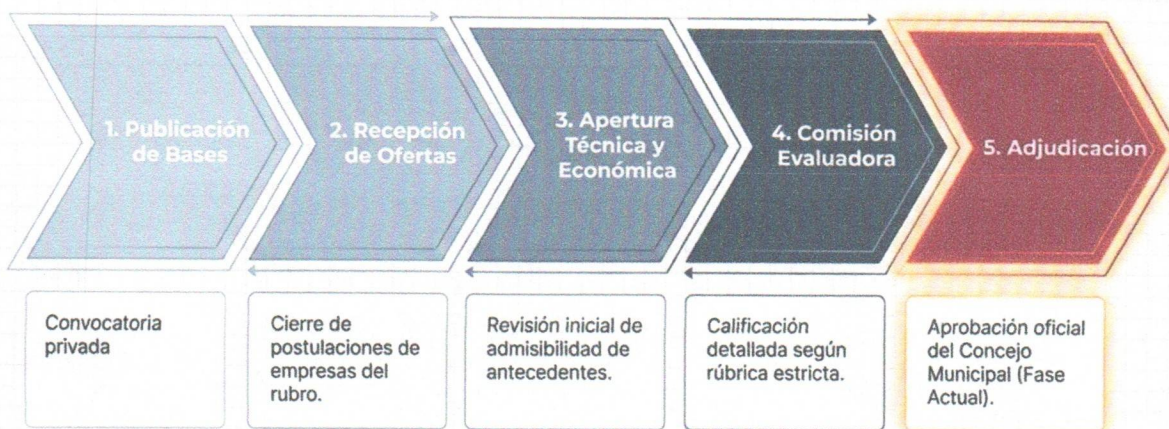 1. Publicación
de Bases
2. Recepción
de Ofertas
3. Apertura
Técnica y
Económica
4. Comisión
Evaluadora
5. Adjudicación
Convocatoria
privada
Cierre de
postulaciones de
empresas del
rubro.
Revisión inicial de
admisibilidad de
antecedentes.
Calificación
detallada según
rúbrica estricta.
Aprobación oficial
del Concejo
Municipal (Fase
Actual).